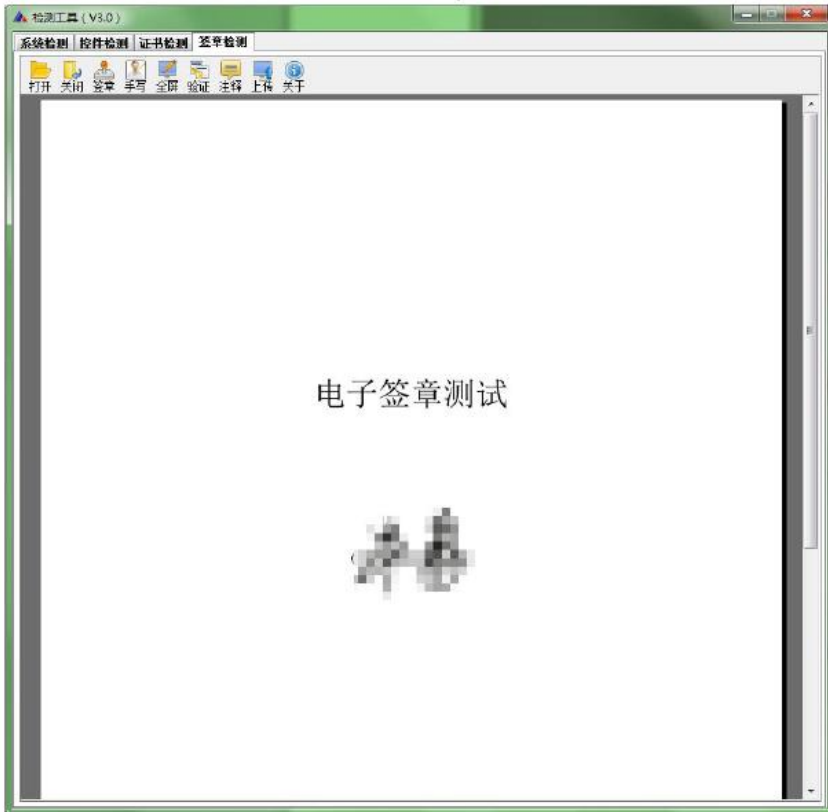 检测工具 ( V3.0 )
系统检测 控件检测 证书检测 签章检测
打开 关闭 签章 手写 全屏 验证 注释 上传 关于
电子签章测试